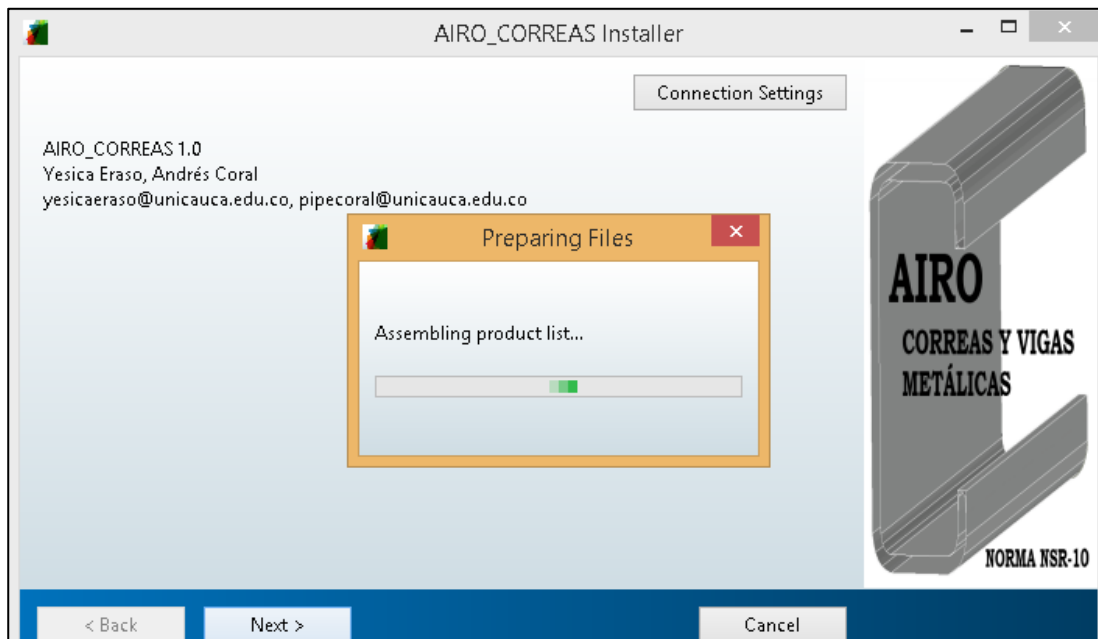 AIRO_CORREAS Installer
Connection Settings
AIRO_CORREAS 1.0
Yesica Eraso, Andrés Coral
yesicaeraso@unicauca.edu.co, pipecoral@unicauca.edu.co
Preparing Files
Assembling product list...
AIRO
CORREAS Y VIGAS
METÁLICAS
NORMA NSR-10
< Back
Next >
Cancel